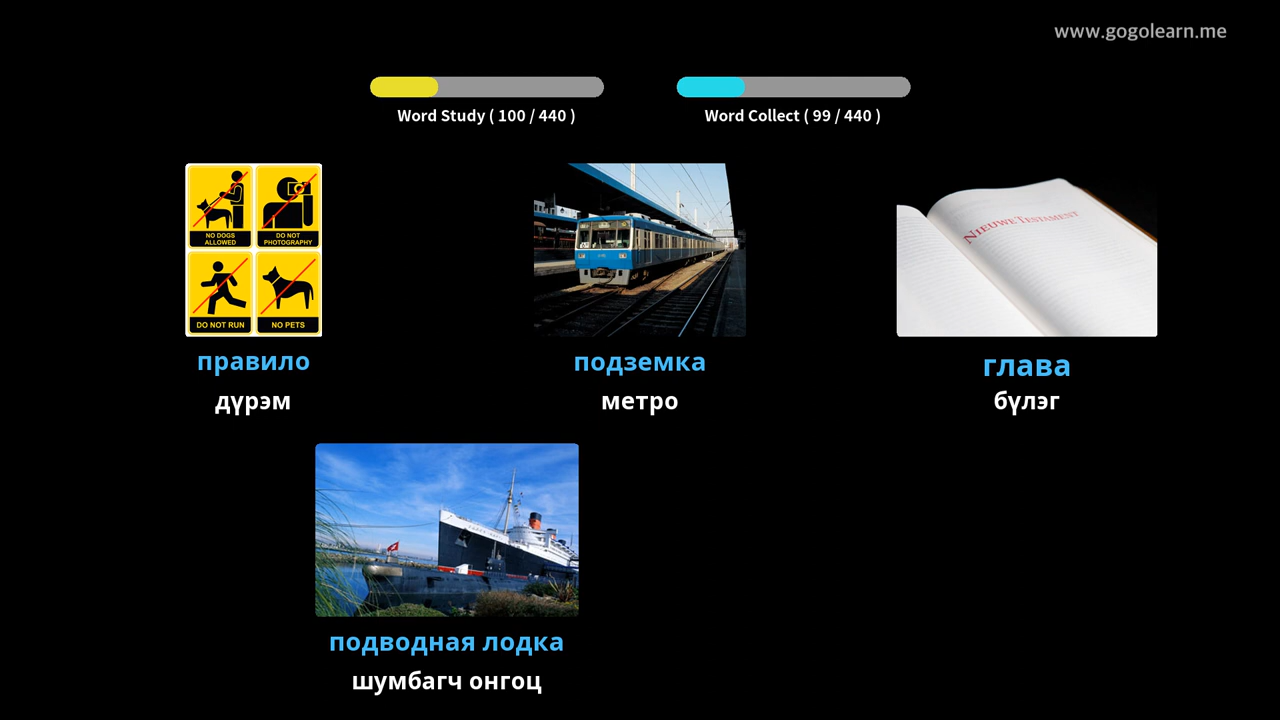 www.gogolearn.me
Word Study ( 100 / 440 )
Word Collect ( 99 / 440 )
NO DOGS
ALLOWED
DO NOT
PHOTOGRAPHY
DO NOT RUN
NO PETS
NIEUWE TESTAMENT
правило
дүрэм
подземка
метро
глава
бүлэг
подводная лодка
шумбагч онгоц